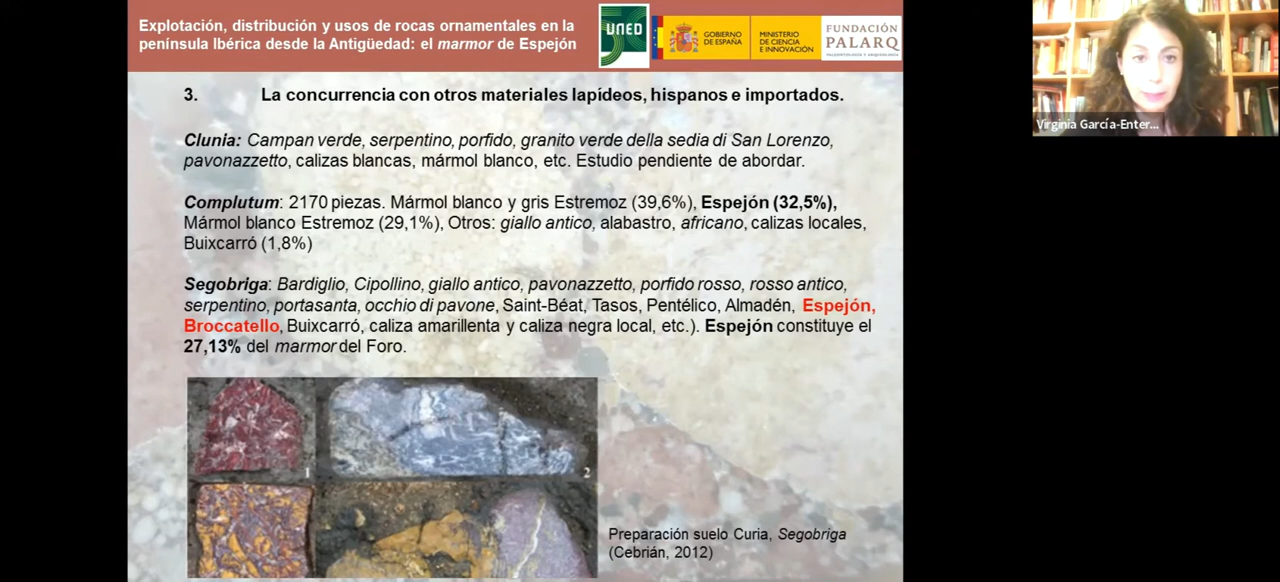 Explotación, distribución y usos de rocas ornamentales en la
península Ibérica desde la Antigüedad: el marmor de Espejón
UNED
GOBIERNO
DE ESPAÑA
MINISTERIO
DE CIENCIA
E INNOVACIÓN
FUNDACIÓN
PALARQ
PALEONTOLOGÍA Y ARQUEOLOGÍA
Virginia García-Enter...
3. La concurrencia con otros materiales lapídeos, hispanos e importados.
Clunia: Campan verde, serpentino, porfido, granito verde della sedia di San Lorenzo,
pavonazzetto, calizas blancas, mármol blanco, etc. Estudio pendiente de abordar.
Complutum: 2170 piezas. Mármol blanco y gris Estremoz (39,6%), Espejón (32,5%),
Mármol blanco Estremoz (29,1%), Otros: giallo antico, alabastro, africano, calizas locales,
Buixcarró (1,8%)
Segobriga: Bardiglio, Cipollino, giallo antico, pavonazzetto, porfido rosso, rosso antico,
serpentino, portasanta, occhio di pavone, Saint-Béat, Tasos, Pentélico, Almadén, Espejón,
Broccatello, Buixcarró, caliza amarillenta y caliza negra local, etc.). Espejón constituye el
27,13% del marmor del Foro.
1
2
Preparación suelo Curia, Segobriga
(Cebrián, 2012)